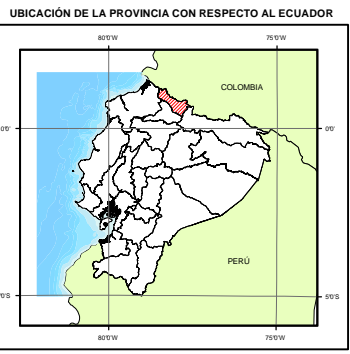 UBICACIÓN DE LA PROVINCIA CON RESPECTO AL ECUADOR
80°0'W 75°0'W
COLOMBIA
0°0' 0°0'
PERÚ
5°0'S 5°0'S
80°0'W 75°0'W